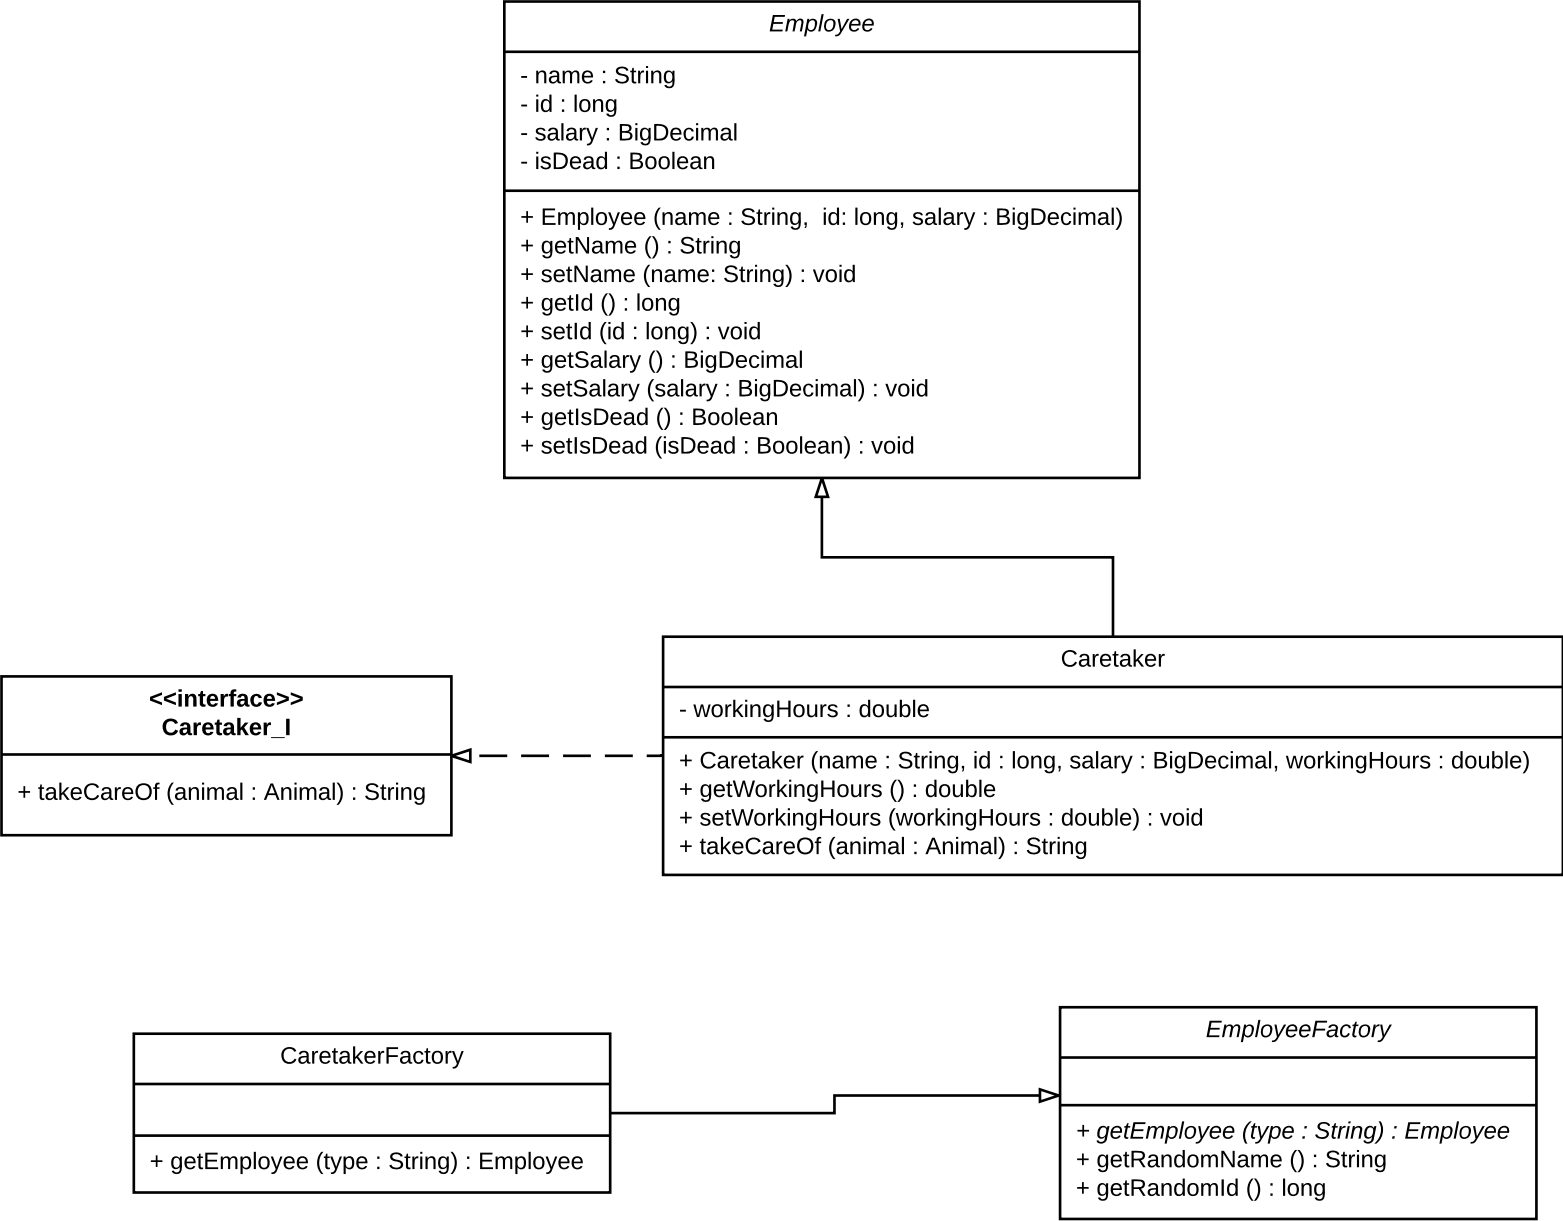 Employee
- name : String
- id : long
- salary : BigDecimal
- isDead : Boolean
+ Employee (name : String,  id: long, salary : BigDecimal)
+ getName () : String
+ setName (name: String) : void
+ getId () : long
+ setId (id : long) : void
+ getSalary () : BigDecimal
+ setSalary (salary : BigDecimal) : void
+ getIsDead () : Boolean
+ setIsDead (isDead : Boolean) : void
<<interface>>
Caretaker_I
+ takeCareOf (animal : Animal) : String
Caretaker
- workingHours : double
+ Caretaker (name : String, id : long, salary : BigDecimal, workingHours : double)
+ getWorkingHours () : double
+ setWorkingHours (workingHours : double) : void
+ takeCareOf (animal : Animal) : String
CaretakerFactory
+ getEmployee (type : String) : Employee
EmployeeFactory
+ getEmployee (type : String) : Employee
+ getRandomName () : String
+ getRandomId () : long